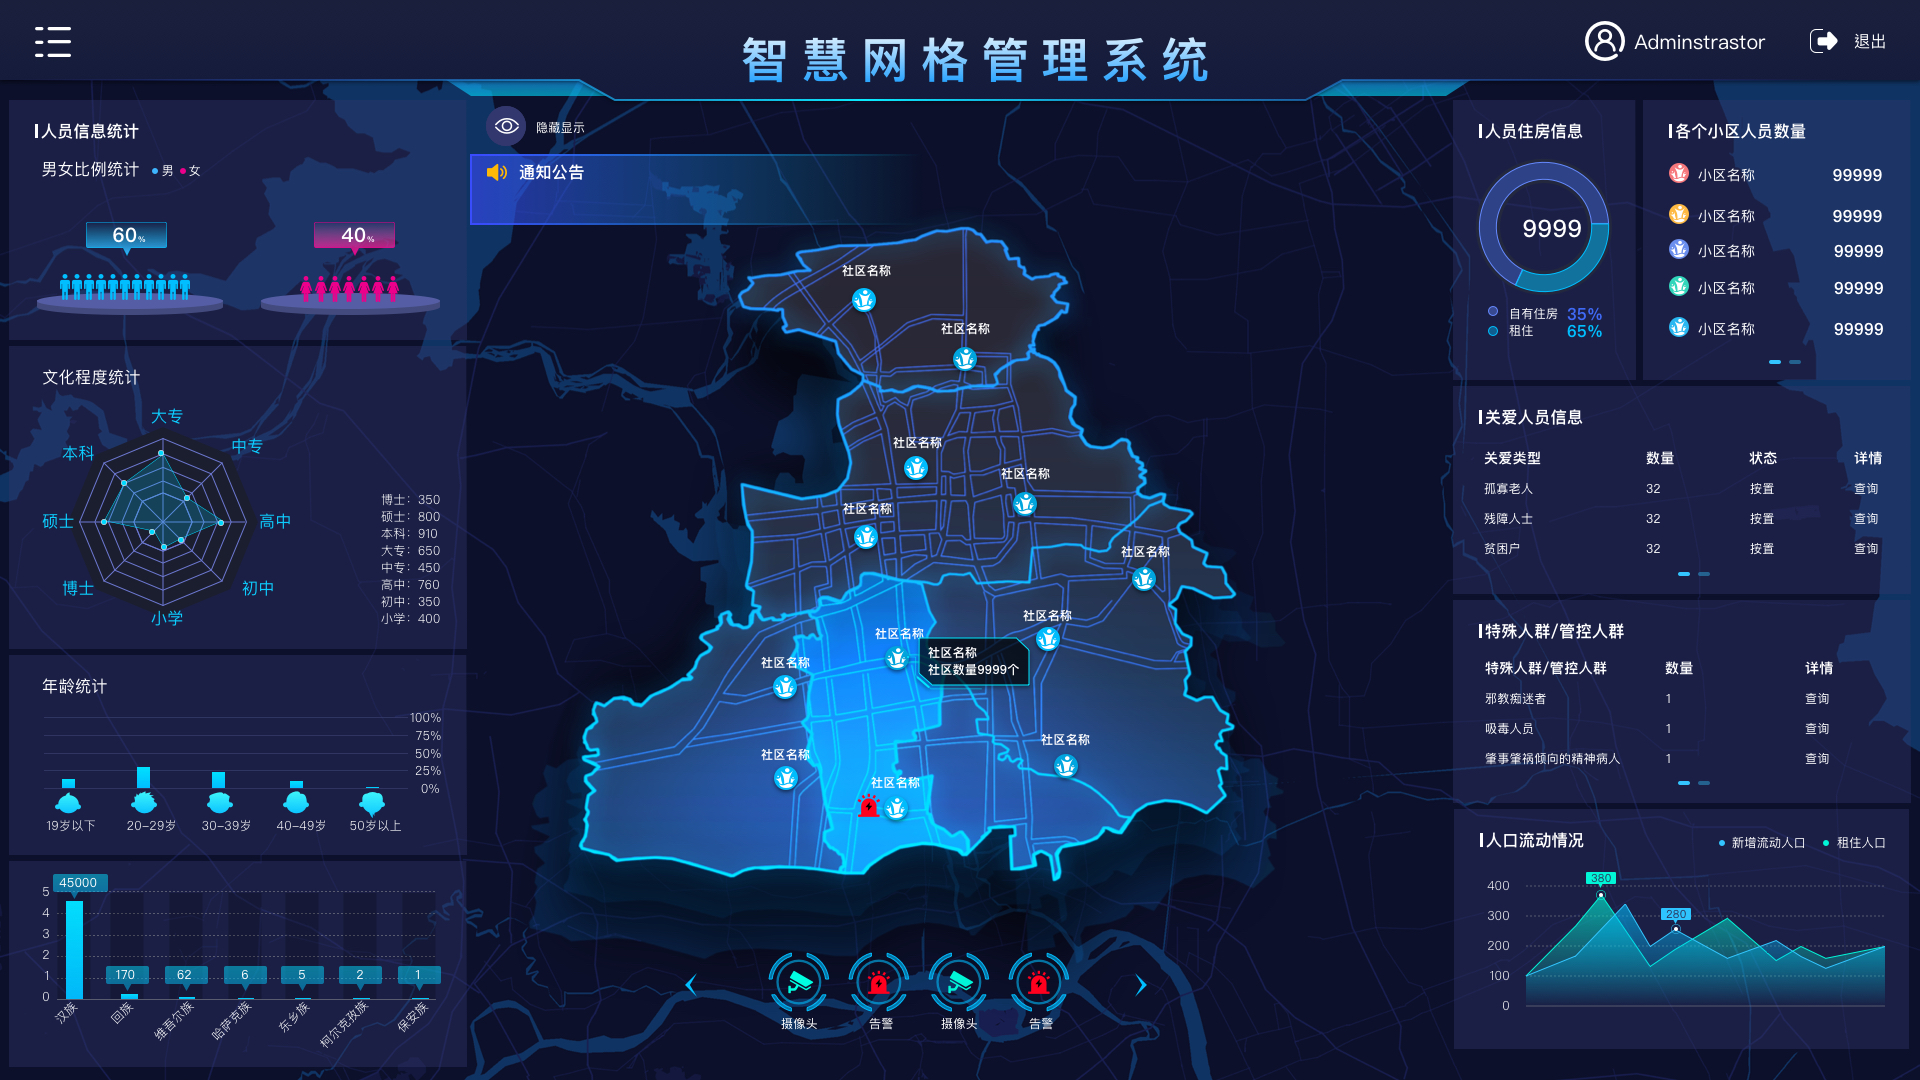 智慧网格管理系统
Adminstrastor
退出
人员信息统计
男女比例统计 男 女
60%
40%
文化程度统计
大专
中专
本科
硕士
高中
博士
初中
小学
博士：350
硕士：800
本科：910
大专：650
中专：450
高中：760
初中：350
小学：400
年龄统计
100%
75%
50%
25%
0%
19岁以下 20-29岁 30-39岁 40-49岁 50岁以上
45000
5
4
3
2
1
0
170 62 6 5 2 1
汉族 回族 维吾尔族 哈萨克族 东乡族 柯尔克孜族 保安族
隐藏显示
通知公告
社区名称
社区名称
社区名称
社区名称
社区名称
社区名称
社区名称
社区名称
社区名称
社区数量9999个
社区名称
社区名称
社区名称
社区名称
摄像头 告警 摄像头 告警
人员住房信息
9999
自有住房 35%
租住 65%
各个小区人员数量
小区名称 99999
小区名称 99999
小区名称 99999
小区名称 99999
小区名称 99999
关爱人员信息
关爱类型 数量 状态 详情
孤寡老人 32 按置 查询
残障人士 32 按置 查询
贫困户 32 按置 查询
特殊人群/管控人群
特殊人群/管控人群 数量 详情
邪教痴迷者 1 查询
吸毒人员 1 查询
肇事肇祸倾向的精神病人 1 查询
人口流动情况
新增流动人口 租住人口
380
280
400
300
200
100
0